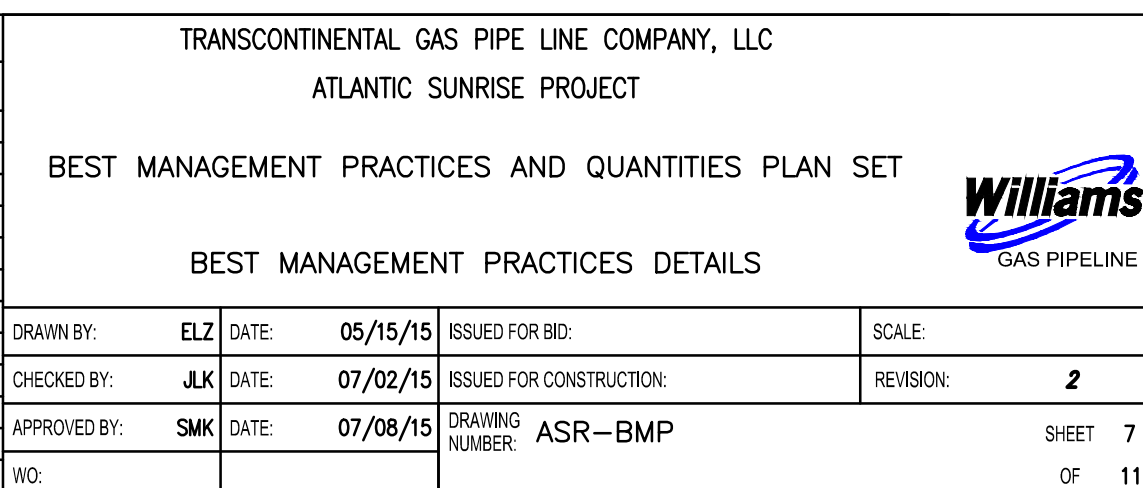 TRANSCONTINENTAL GAS PIPE LINE COMPANY, LLC
ATLANTIC SUNRISE PROJECT
BEST MANAGEMENT PRACTICES AND QUANTITIES PLAN SET
BEST MANAGEMENT PRACTICES DETAILS
Williams
GAS PIPELINE
DRAWN BY: ELZ DATE: 05/15/15 ISSUED FOR BID: SCALE:
CHECKED BY: JLK DATE: 07/02/15 ISSUED FOR CONSTRUCTION: REVISION: 2
APPROVED BY: SMK DATE: 07/08/15 DRAWING NUMBER: ASR-BMP SHEET 7
WO: OF 11